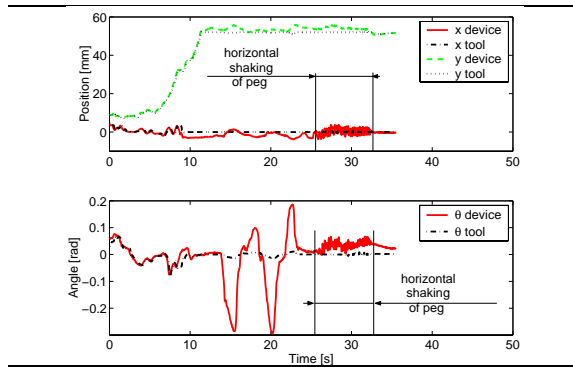 60
40
20
0
−20
Position [mm]
horizontal
shaking
of peg
x device
x tool
y device
y tool
0 10 20 30 40 50
0.2
0.1
0
−0.1
−0.2
Angle [rad]
θ device
θ tool
horizontal
shaking
of peg
0 10 20 30 40 50
Time [s]